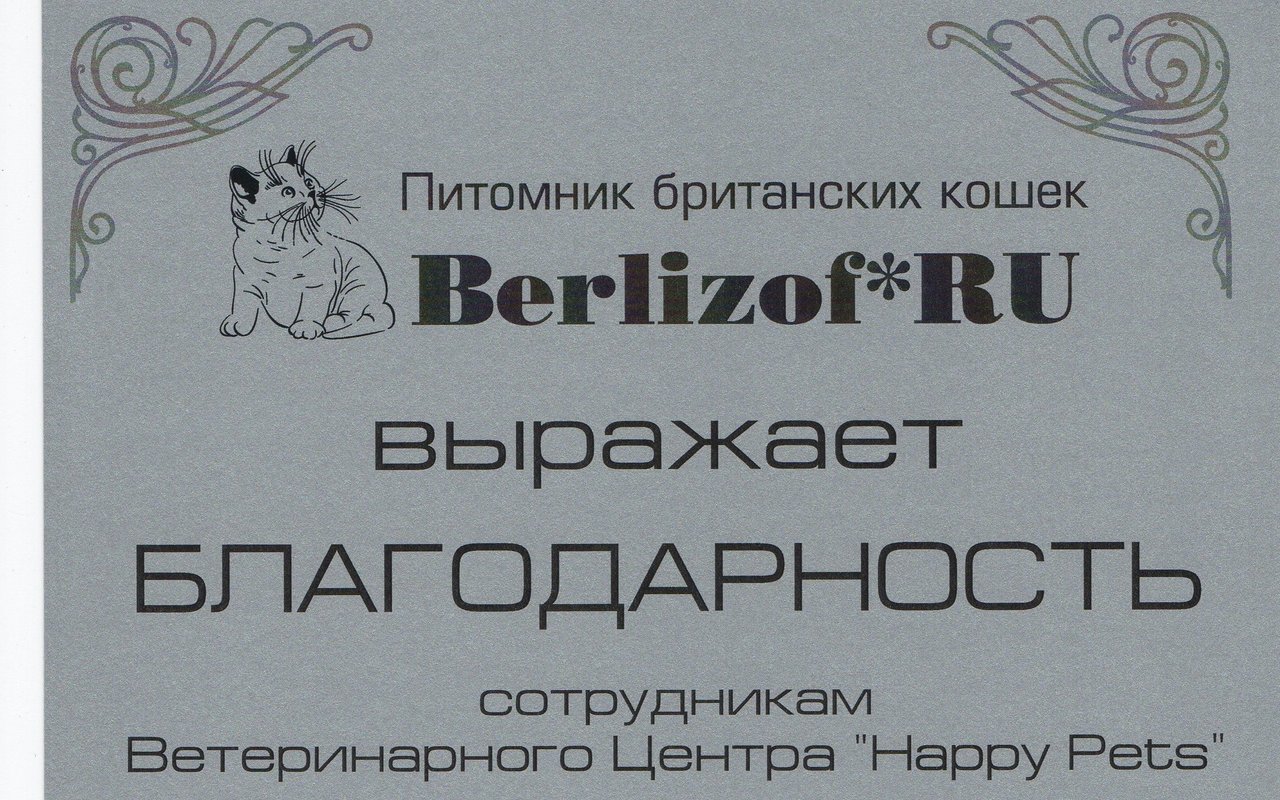 Питомник британских кошек
Berlizof*RU
выражает
БЛАГОДАРНОСТЬ
сотрудникам
Ветеринарного Центра "Happy Pets"